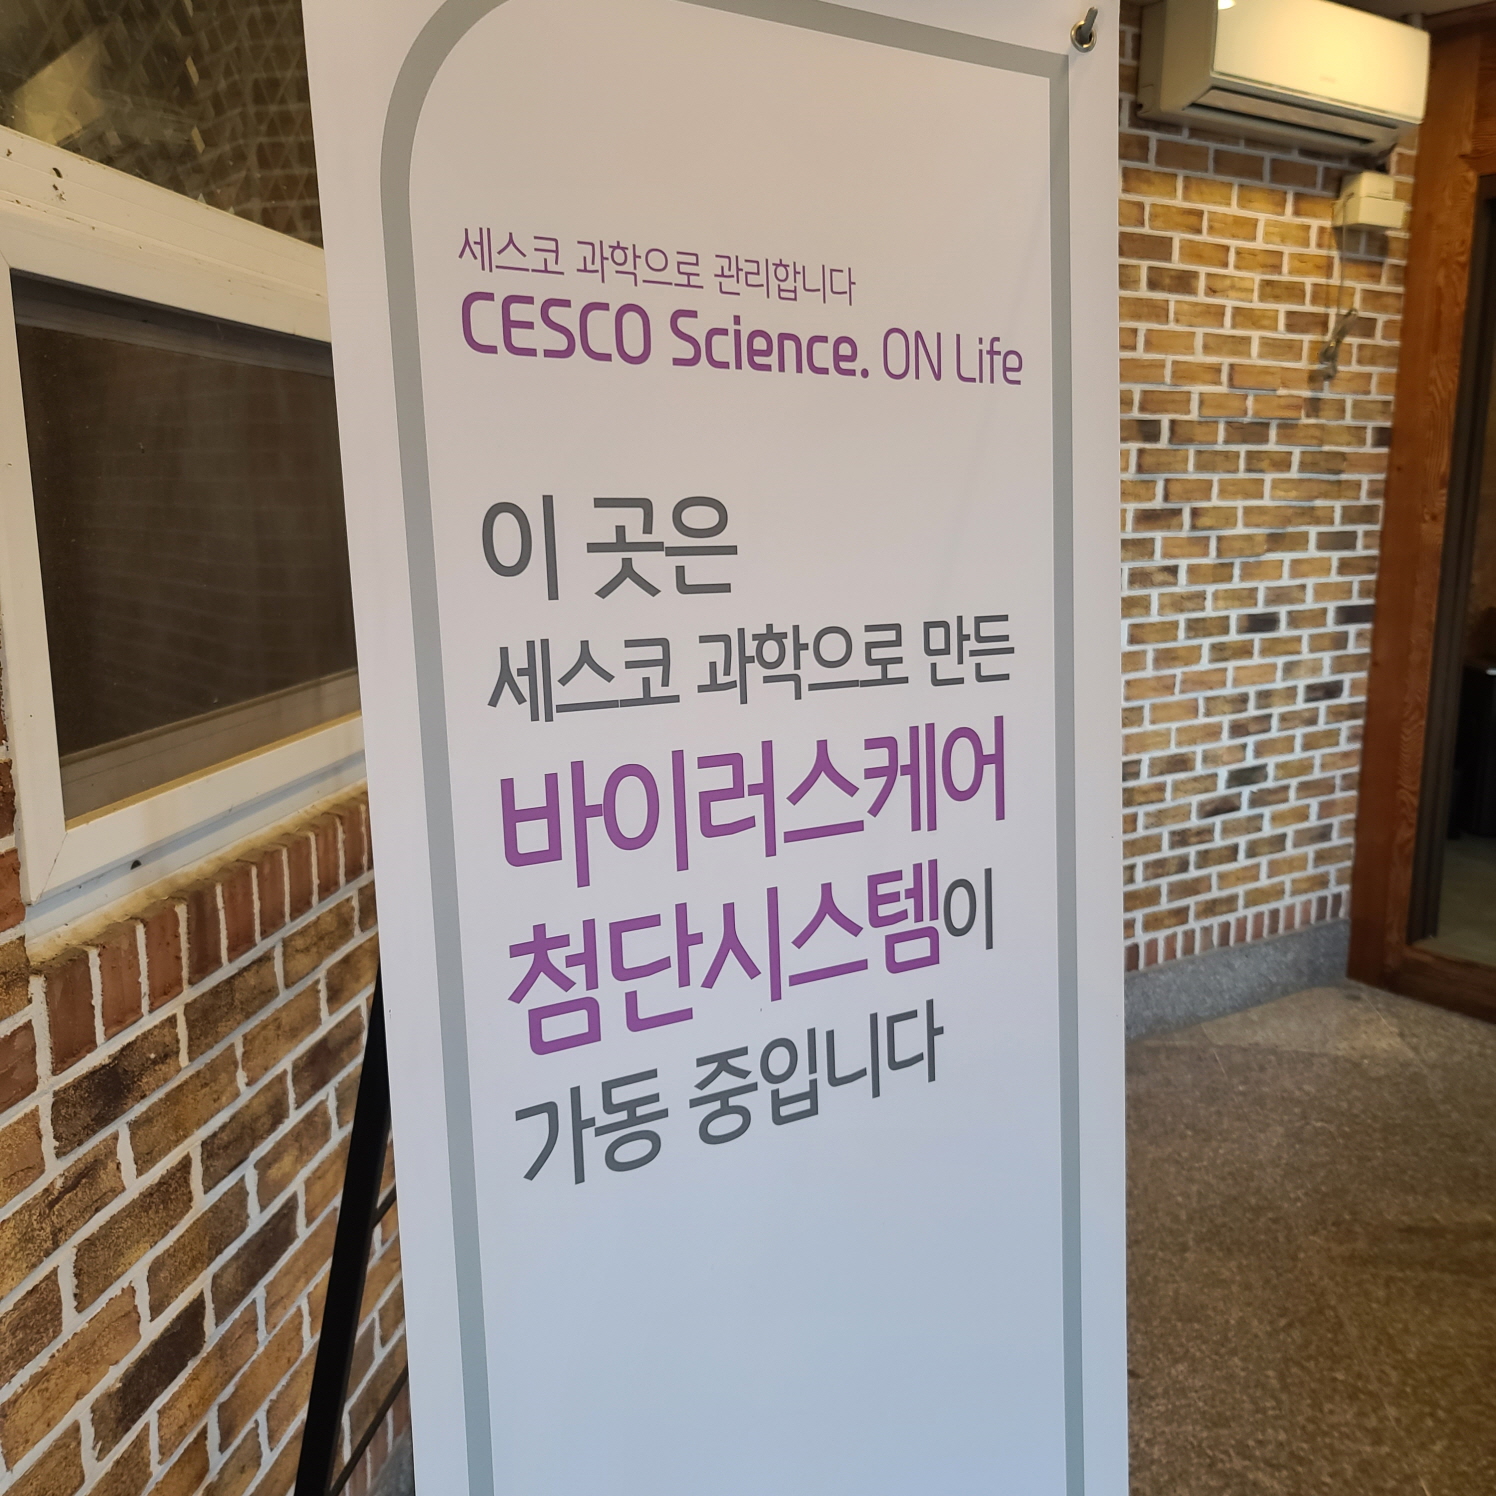 세스코 과학으로 관리합니다
CESCO Science. ON Life
이 곳은
세스코 과학으로 만든
바이러스케어
첨단시스템이
가동 중입니다